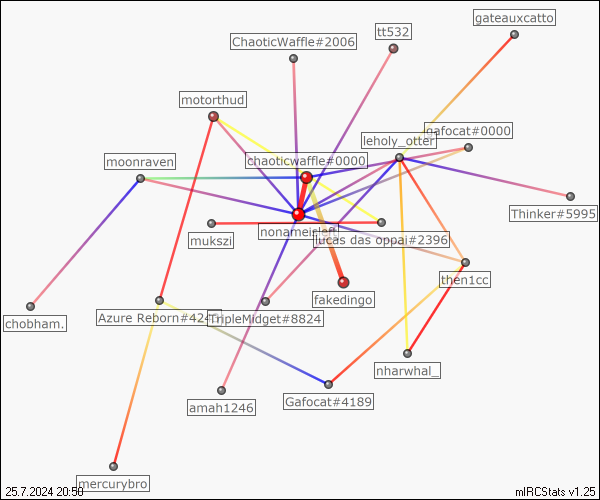 gateauxcatto
tt532
ChaoticWaffle#2006
motorthud
gafocat#0000
leholy_otter
chaoticwaffle#0000
moonraven
Thinker#5995
nonameisleft
mukszi
lucas das oppai#2396
then1cc
fakedingo
chobham.
Azure Reborn#424
TripleMidget#8824
nharwhal_
Gafocat#4189
amah1246
mercurybro
25.7.2024 20:50
mIRCStats v1.25